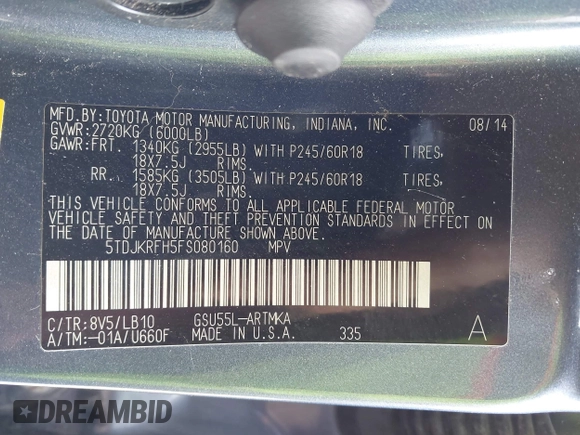 MFD.BY:TOYOTA MOTOR MANUFACTURING, INDIANA, INC. 08/14
GVWR:2720KG (6000LB)
GAWR:FRT. 1340KG (2955LB) WITH P245/60R18 TIRES,
18X7.5J RIMS.
RR. 1585KG (3505LB) WITH P245/60R18 TIRES,
18X7.5J RIMS.
THIS VEHICLE CONFORMS TO ALL APPLICABLE FEDERAL MOTOR
VEHICLE SAFETY AND THEFT PREVENTION STANDARDS IN EFFECT ON
THE DATE OF MANUFACTURE SHOWN ABOVE.
5TDJKRFH5FS080160 MPV
C/TR:8V5/LB10 GSU55L-ARTMKA
A/TM:-01A/U660F MADE IN U.S.A. 335 A
DREAMBID